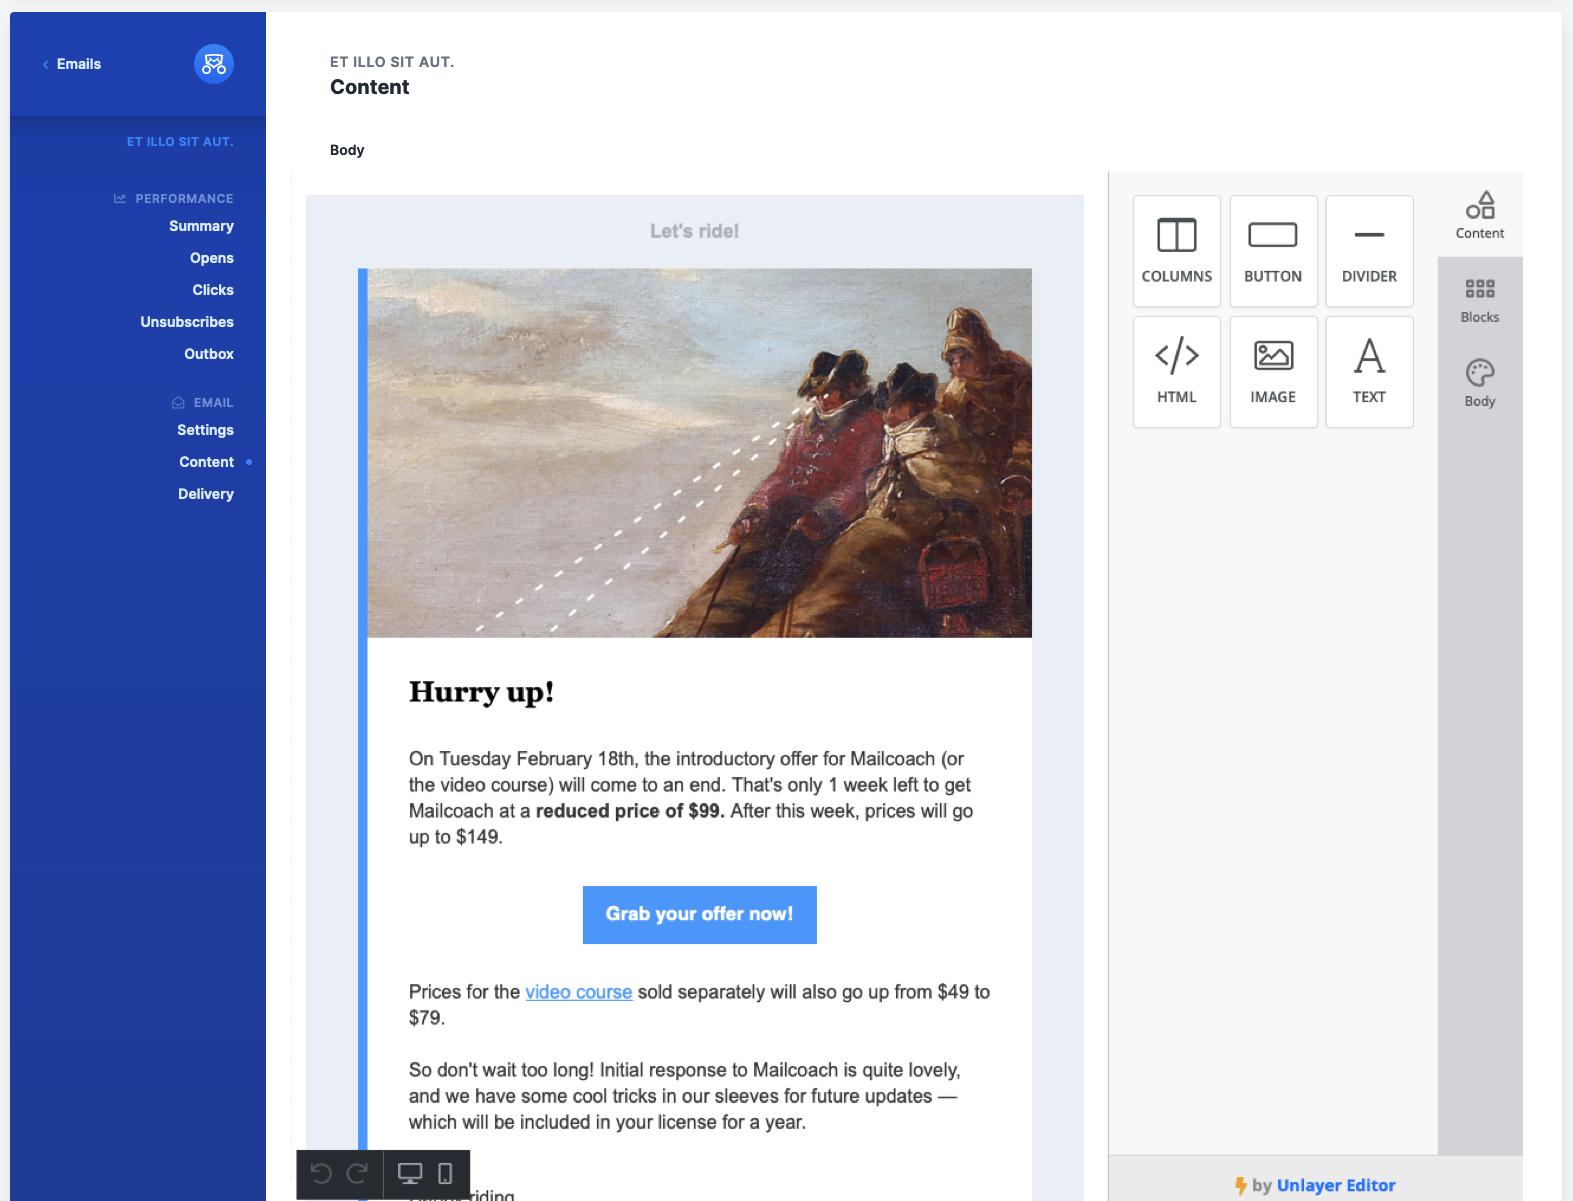 Emails
ET ILLO SIT AUT.
PERFORMANCE
Summary
Opens
Clicks
Unsubscribes
Outbox
EMAIL
Settings
Content
Delivery
ET ILLO SIT AUT.
Content
Body
Let's ride!
Hurry up!
On Tuesday February 18th, the introductory offer for Mailcoach (or
the video course) will come to an end. That's only 1 week left to get
Mailcoach at a reduced price of $99. After this week, prices will go
up to $149.
Grab your offer now!
Prices for the video course sold separately will also go up from $49 to
$79.
So don't wait too long! Initial response to Mailcoach is quite lovely,
and we have some cool tricks in our sleeves for future updates —
which will be included in your license for a year.
riding
COLUMNS
BUTTON
DIVIDER
HTML
IMAGE
TEXT
Content
Blocks
Body
by Unlayer Editor